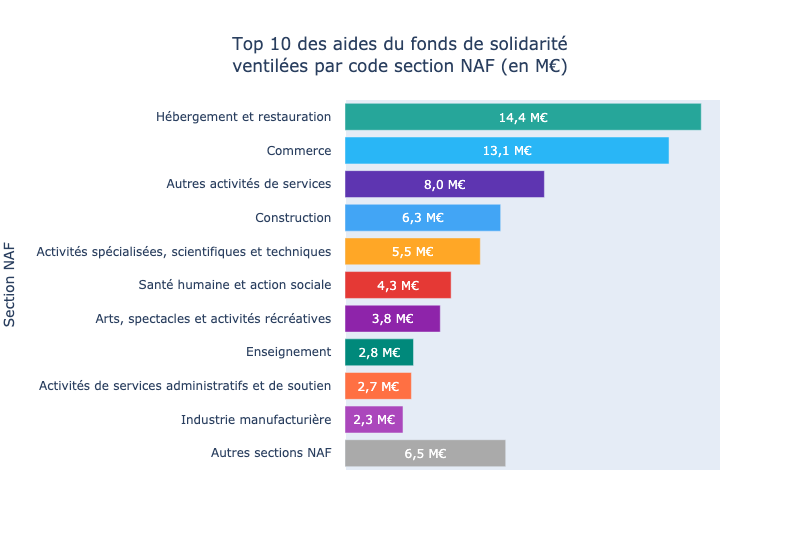 Top 10 des aides du fonds de solidarité
ventilées par code section NAF (en M€)
Section NAF
Hébergement et restauration 14,4 M€
Commerce 13,1 M€
Autres activités de services 8,0 M€
Construction 6,3 M€
Activités spécialisées, scientifiques et techniques 5,5 M€
Santé humaine et action sociale 4,3 M€
Arts, spectacles et activités récréatives 3,8 M€
Enseignement 2,8 M€
Activités de services administratifs et de soutien 2,7 M€
Industrie manufacturière 2,3 M€
Autres sections NAF 6,5 M€